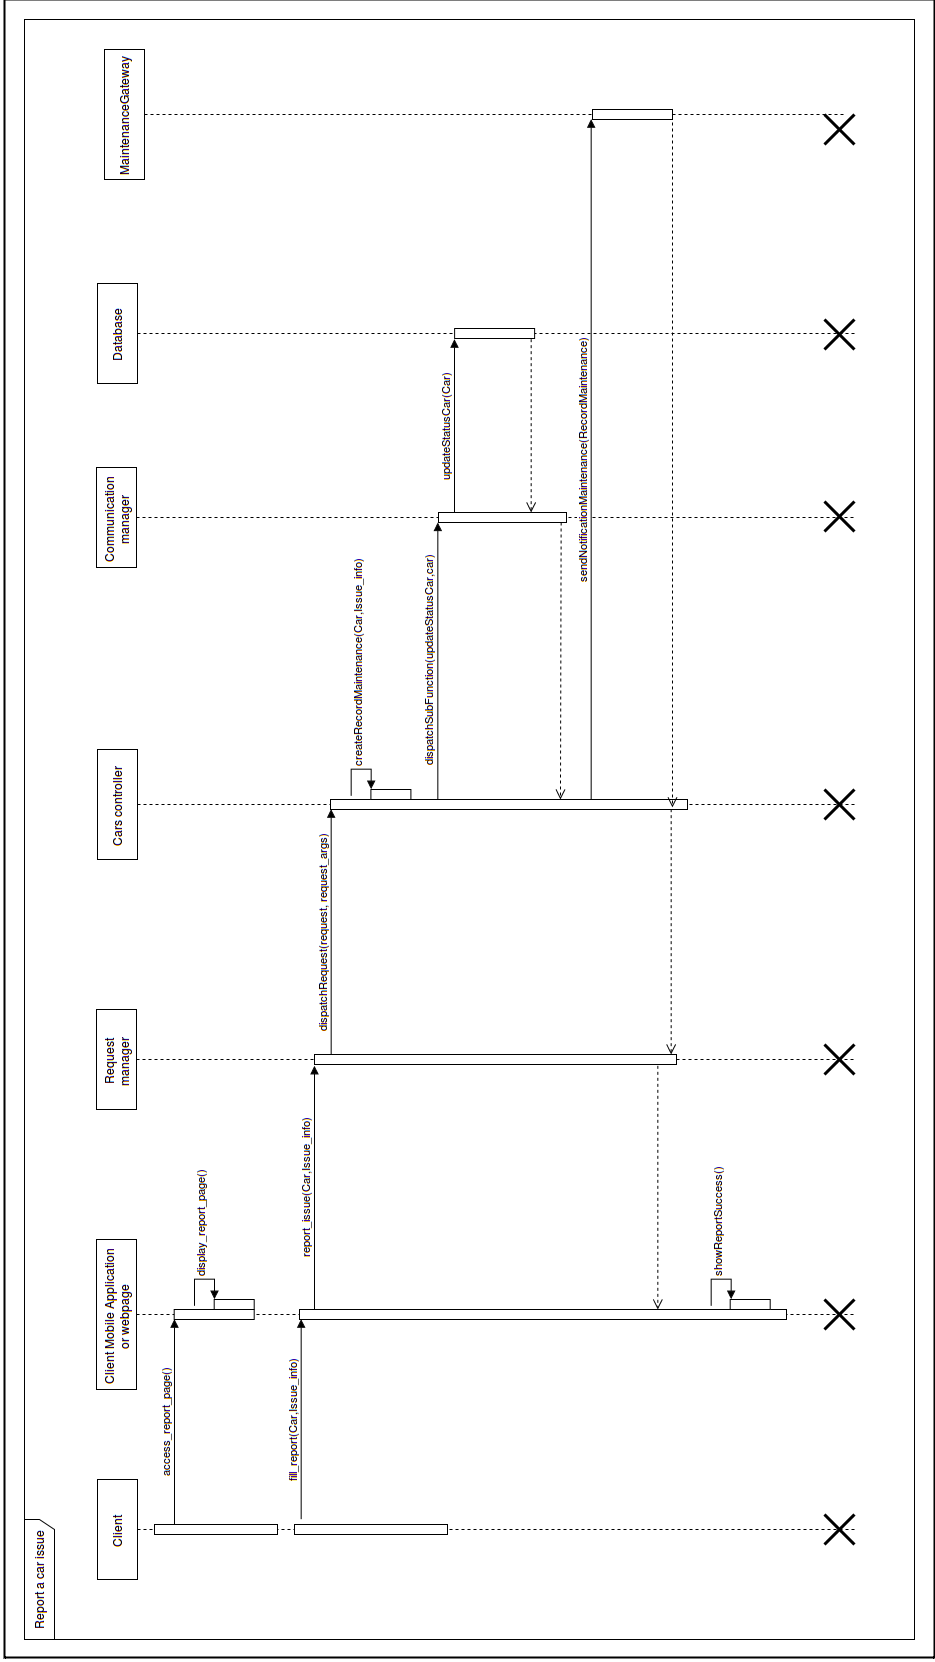 Report a car issue
Client
Client Mobile Application
or webpage
Request
manager
Cars controller
Communication
manager
Database
MaintenanceGateway
access_report_page()
display_report_page()
fill_report(Car,Issue_info)
report_issue(Car,Issue_info)
dispatchRequest(request, request_args)
createRecordMaintenance(Car,Issue_info)
dispatchSubFunction(updateStatusCar,car)
updateStatusCar(Car)
sendNotificationMaintenance(RecordMaintenance)
showReportSuccess()